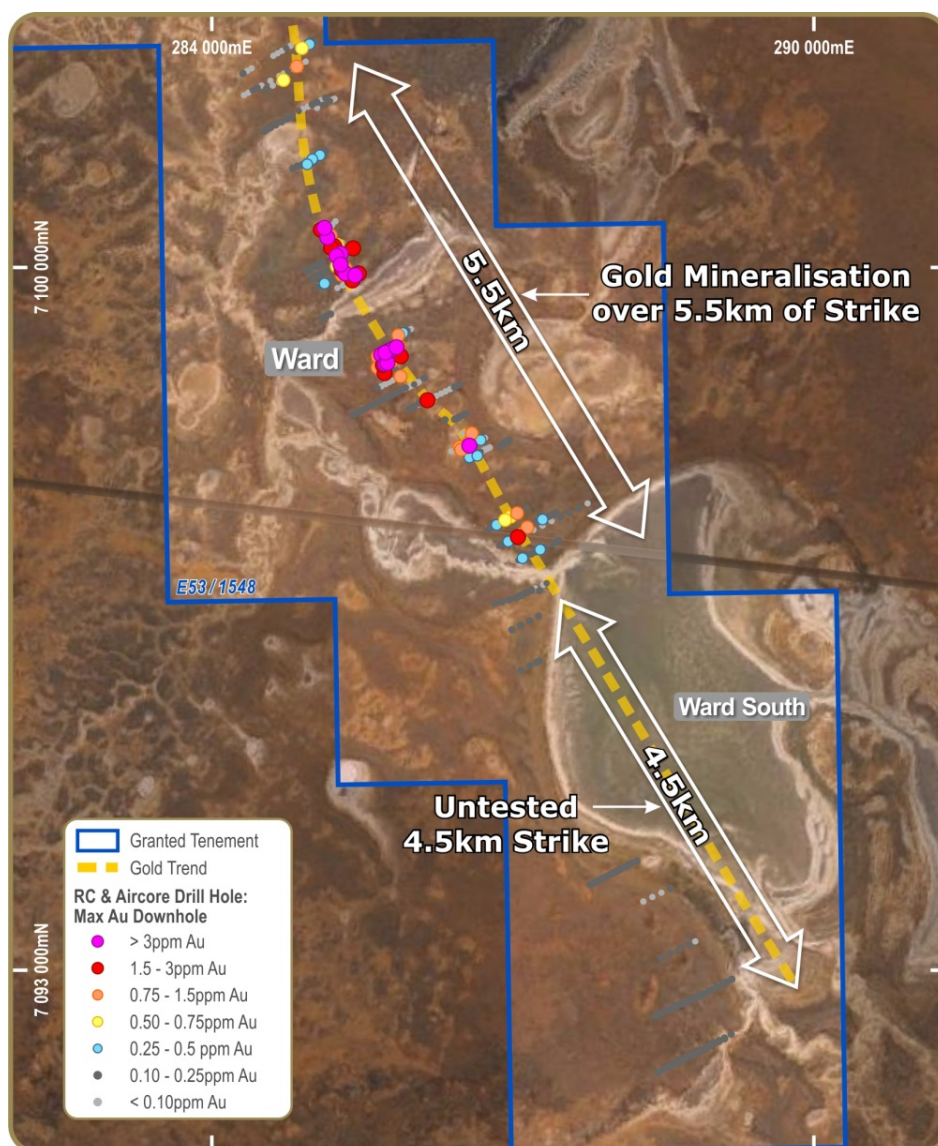 284 000mE
290 000mE
7 100 000mN
5.5km
Gold Mineralisation
over 5.5km of Strike
Ward
E53 / 1548
Ward South
4.5km
Untested
4.5km Strike
7 093 000mN
Granted Tenement
Gold Trend
RC & Aircore Drill Hole:
Max Au Downhole
> 3ppm Au
1.5 - 3ppm Au
0.75 - 1.5ppm Au
0.50 - 0.75ppm Au
0.25 - 0.5 ppm Au
0.10 - 0.25ppm Au
< 0.10ppm Au